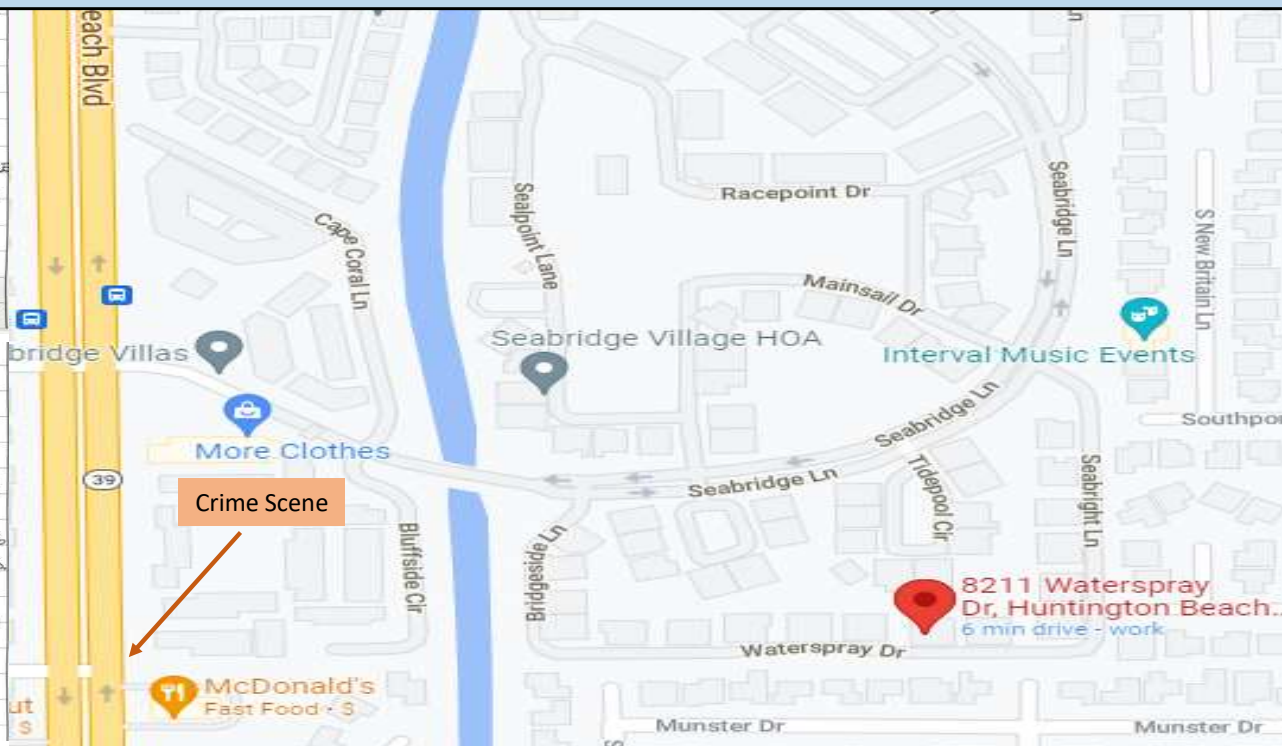 each Blvd
Ln
Racepoint Dr
Sealpoint Lane
Seabridge Ln
S New Britain Ln
Cape Coral Ln
Mainsail Dr
bridge Villas
Seabridge Village HOA
Interval Music Events
Seabridge Ln
Southpor
More Clothes
39
Seabridge Ln
Tidepool Cir
Seabright Ln
Crime Scene
Bluffside Cir
Bridgeside Ln
8211 Waterspray
Dr, Huntington Beach...
6 min drive - work
Waterspray Dr
McDonald's
Fast Food · $
ut
$
Munster Dr
Munster Dr